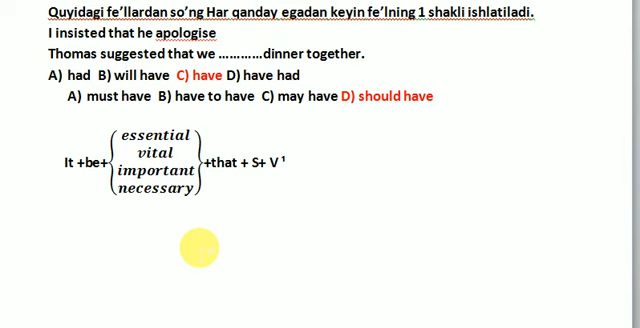 Quyidagi fe’llardan so’ng Har qanday egadan keyin fe’lning 1 shakli ishlatiladi.
I insisted that he apologise
Thomas suggested that we …………dinner together.
A) had B) will have C) have D) have had
A) must have B) have to have C) may have D) should have
essential
vital
It +be+ important +that + S+ V¹
necessary